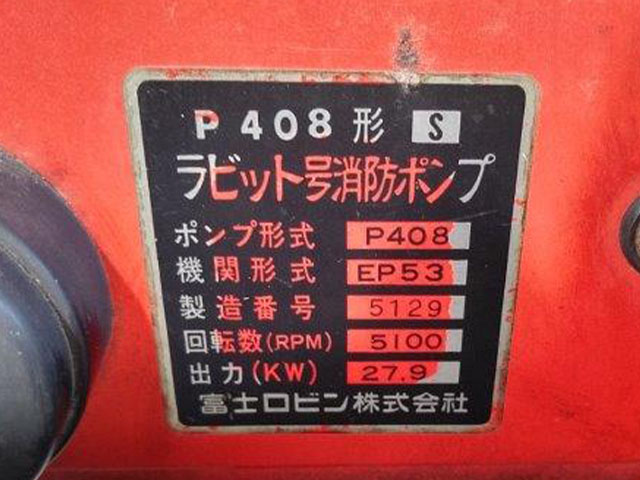 P408形 S
ラビット号消防ポンプ
ポンプ形式 P408
機関形式 EP53
製造番号 5129
回転数(RPM) 5100
出力(KW) 27.9
富士ロビン株式会社